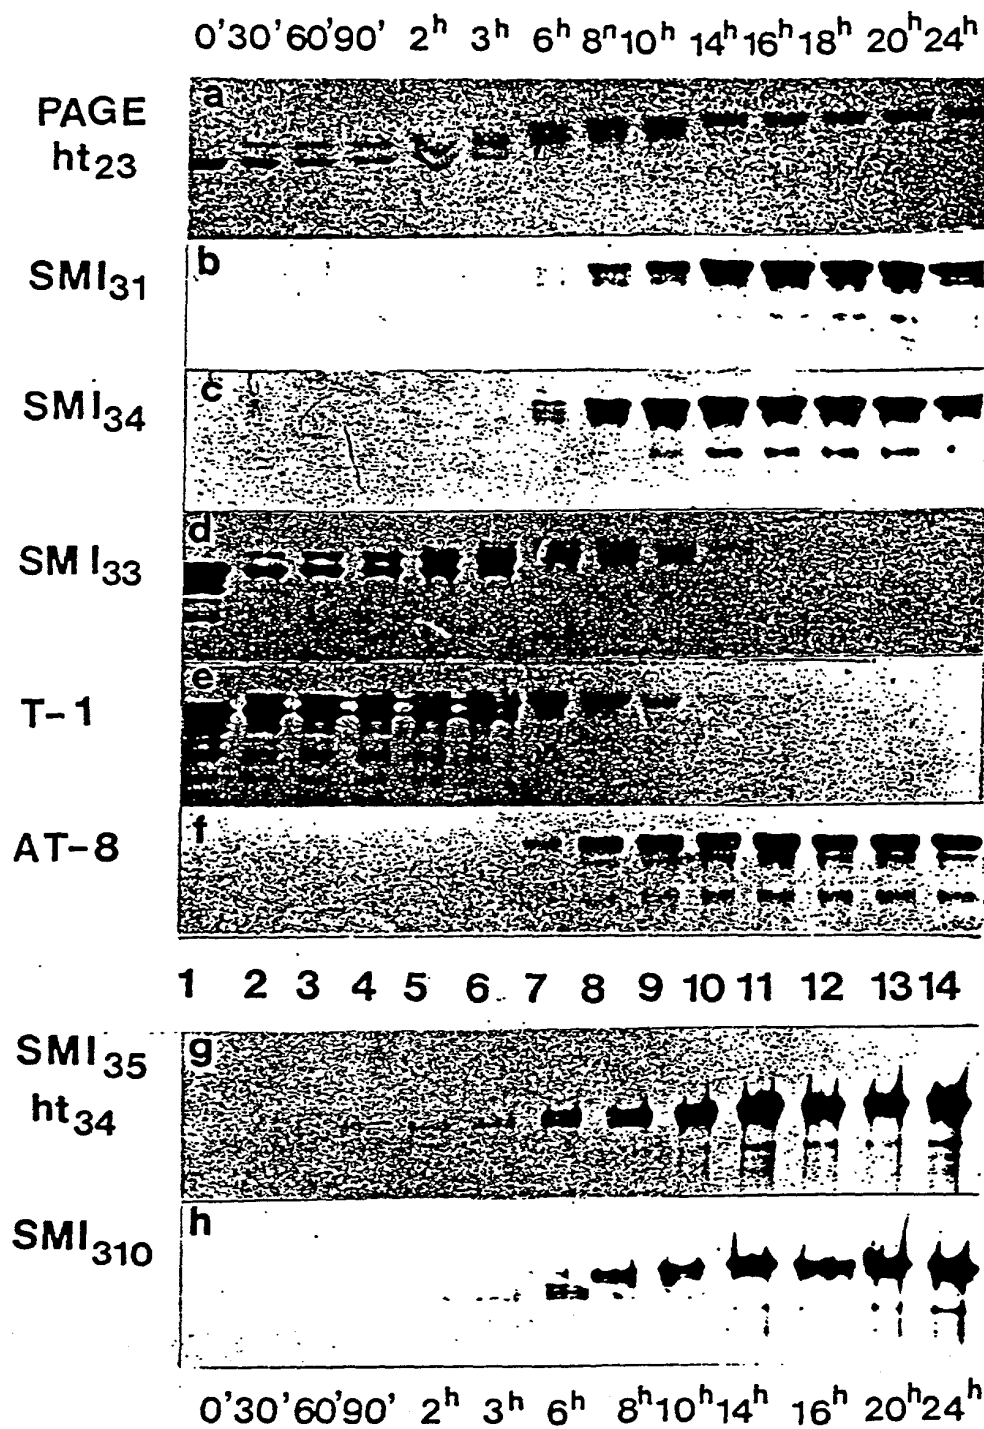 0' 30' 60' 90' 2h 3h 6h 8h 10h 14h 16h 18h 20h 24h
a
PAGE
ht23
b
SMI31
c
SMI34
d
SMI33
e
T-1
f
AT-8
1 2 3 4 5 6 7 8 9 10 11 12 13 14
g
SMI35
ht34
h
SMI310
0' 30' 60' 90' 2h 3h 6h 8h 10h 14h 16h 20h 24h